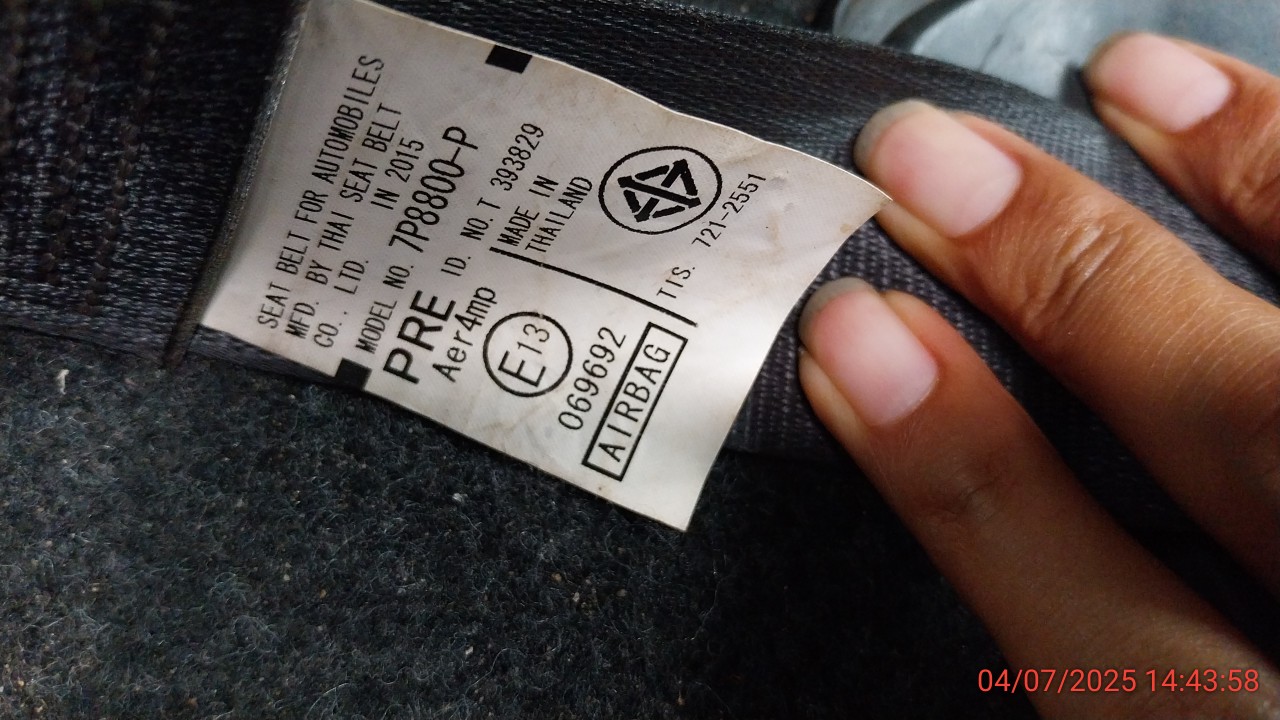 SEAT BELT FOR AUTOMOBILES
MFD. BY THAI SEAT BELT
CO., LTD. IN 2015
MODEL NO. 7P8800-P
PRE ID. NO. T 393829
Aer4mp
MADE IN
THAILAND
E13
069692
AIRBAG
TIS. 721-2551
04/07/2025 14:43:58